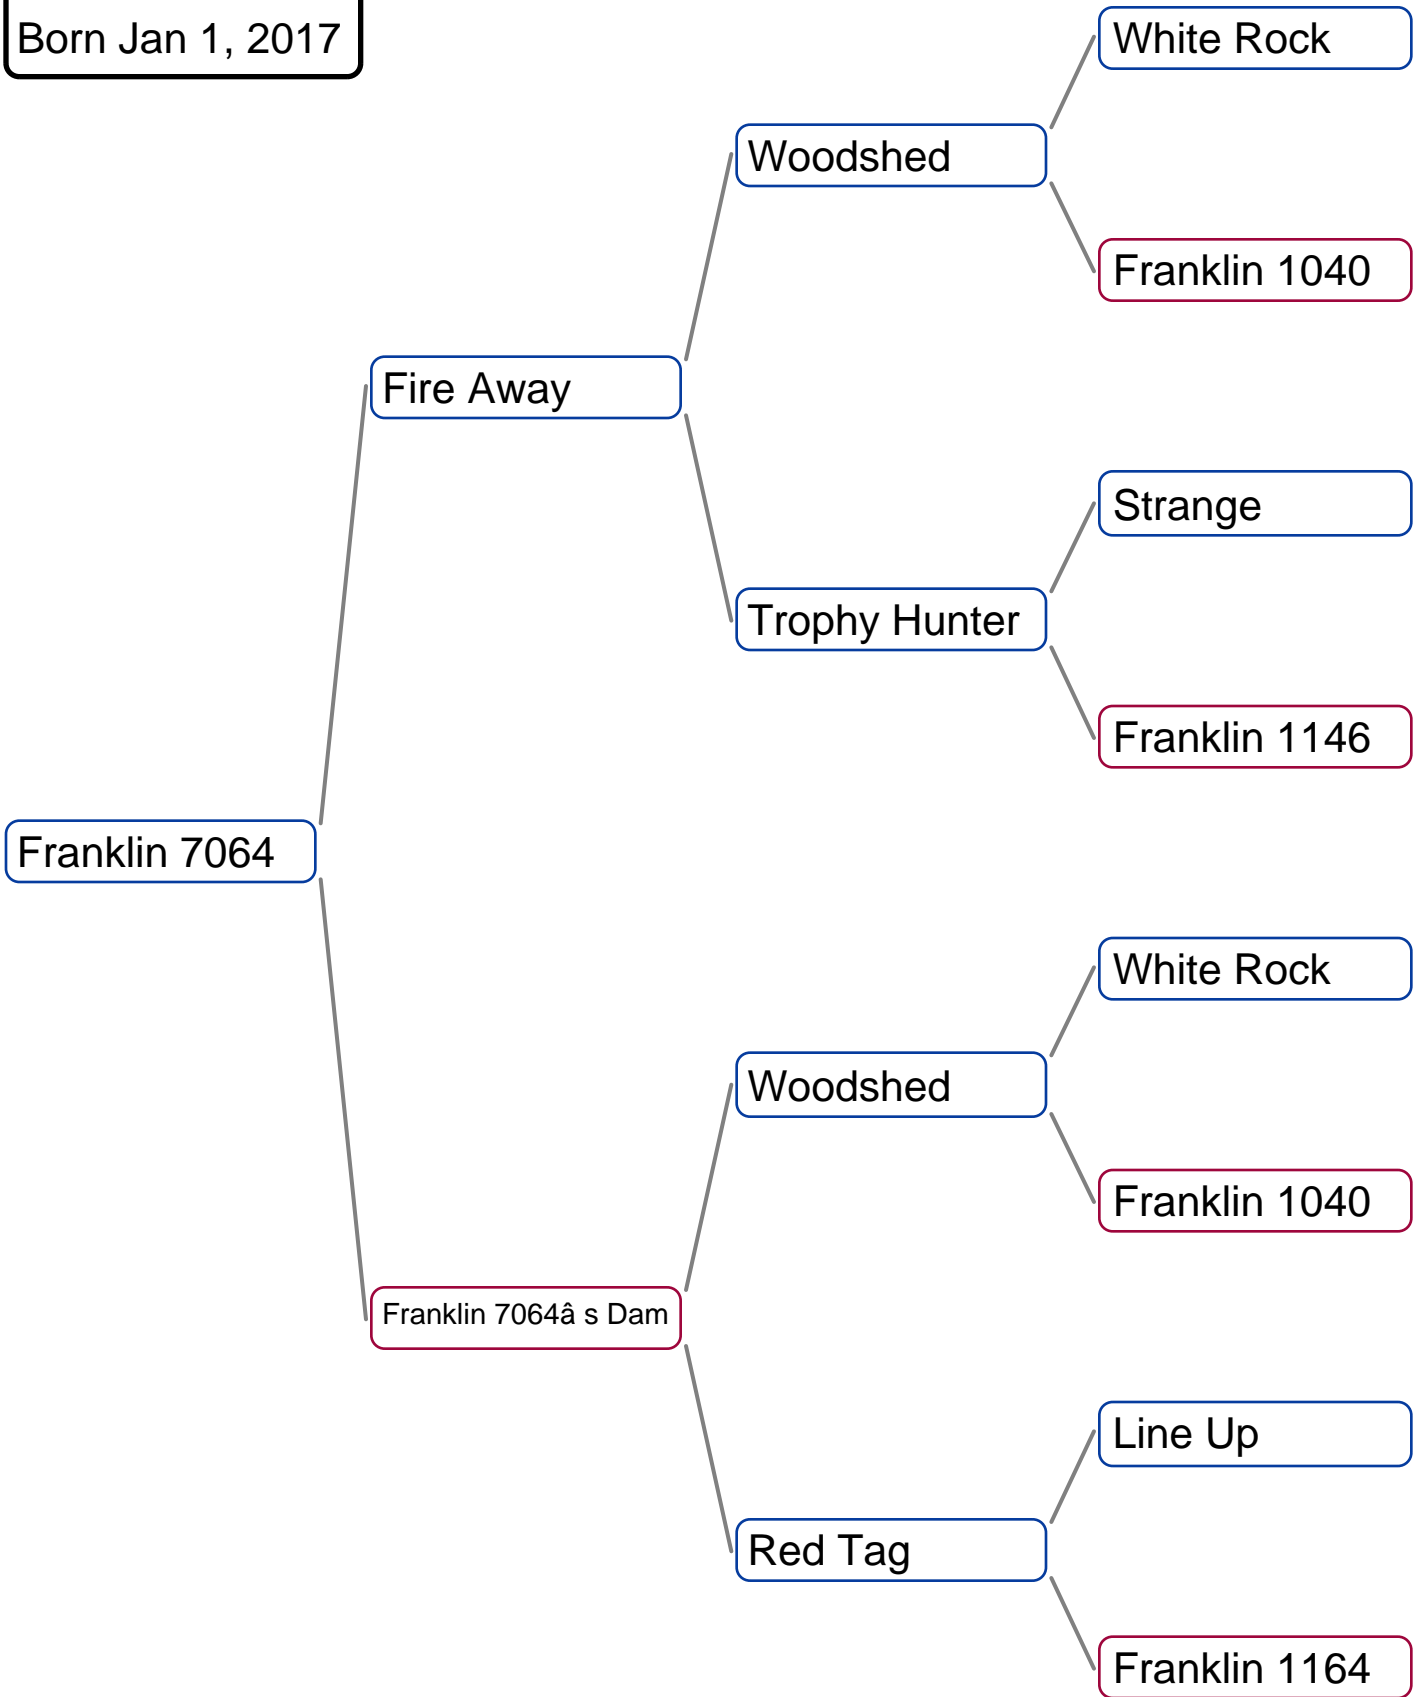 Born Jan 1, 2017
White Rock
Woodshed
Franklin 1040
Fire Away
Strange
Trophy Hunter
Franklin 1146
Franklin 7064
White Rock
Woodshed
Franklin 1040
Franklin 7064â s Dam
Line Up
Red Tag
Franklin 1164